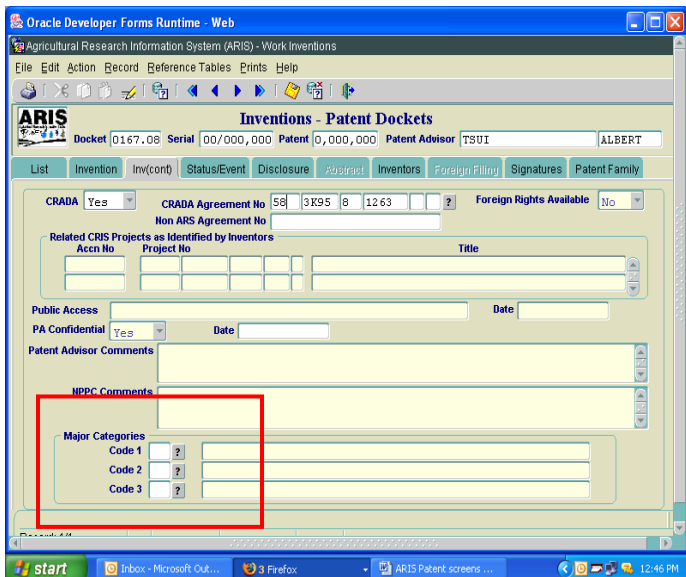 Oracle Developer Forms Runtime - Web
Agricultural Research Information System (ARIS) - Work Inventions
File Edit Action Record Reference Tables Prints Help
ARIS Inventions - Patent Dockets
Docket 0167.08 Serial 00/000,000 Patent 0,000,000 Patent Advisor TSUI ALBERT
List Invention Inv(cont) Status/Event Disclosure Abstract Inventors Foreign Filing Signatures Patent Family
CRADA Yes CRADA Agreement No 58 3K95 8 1263 ? Foreign Rights Available No
Non ARS Agreement No
Related CRIS Projects as Identified by Inventors
Accn No Project No Title
Public Access Date
PA Confidential Yes Date
Patent Advisor Comments
NPPC Comments
Major Categories
Code 1 ?
Code 2 ?
Code 3 ?
start Inbox - Microsoft Out... 3 Firefox ARIS Patent screens ... 12:46 PM